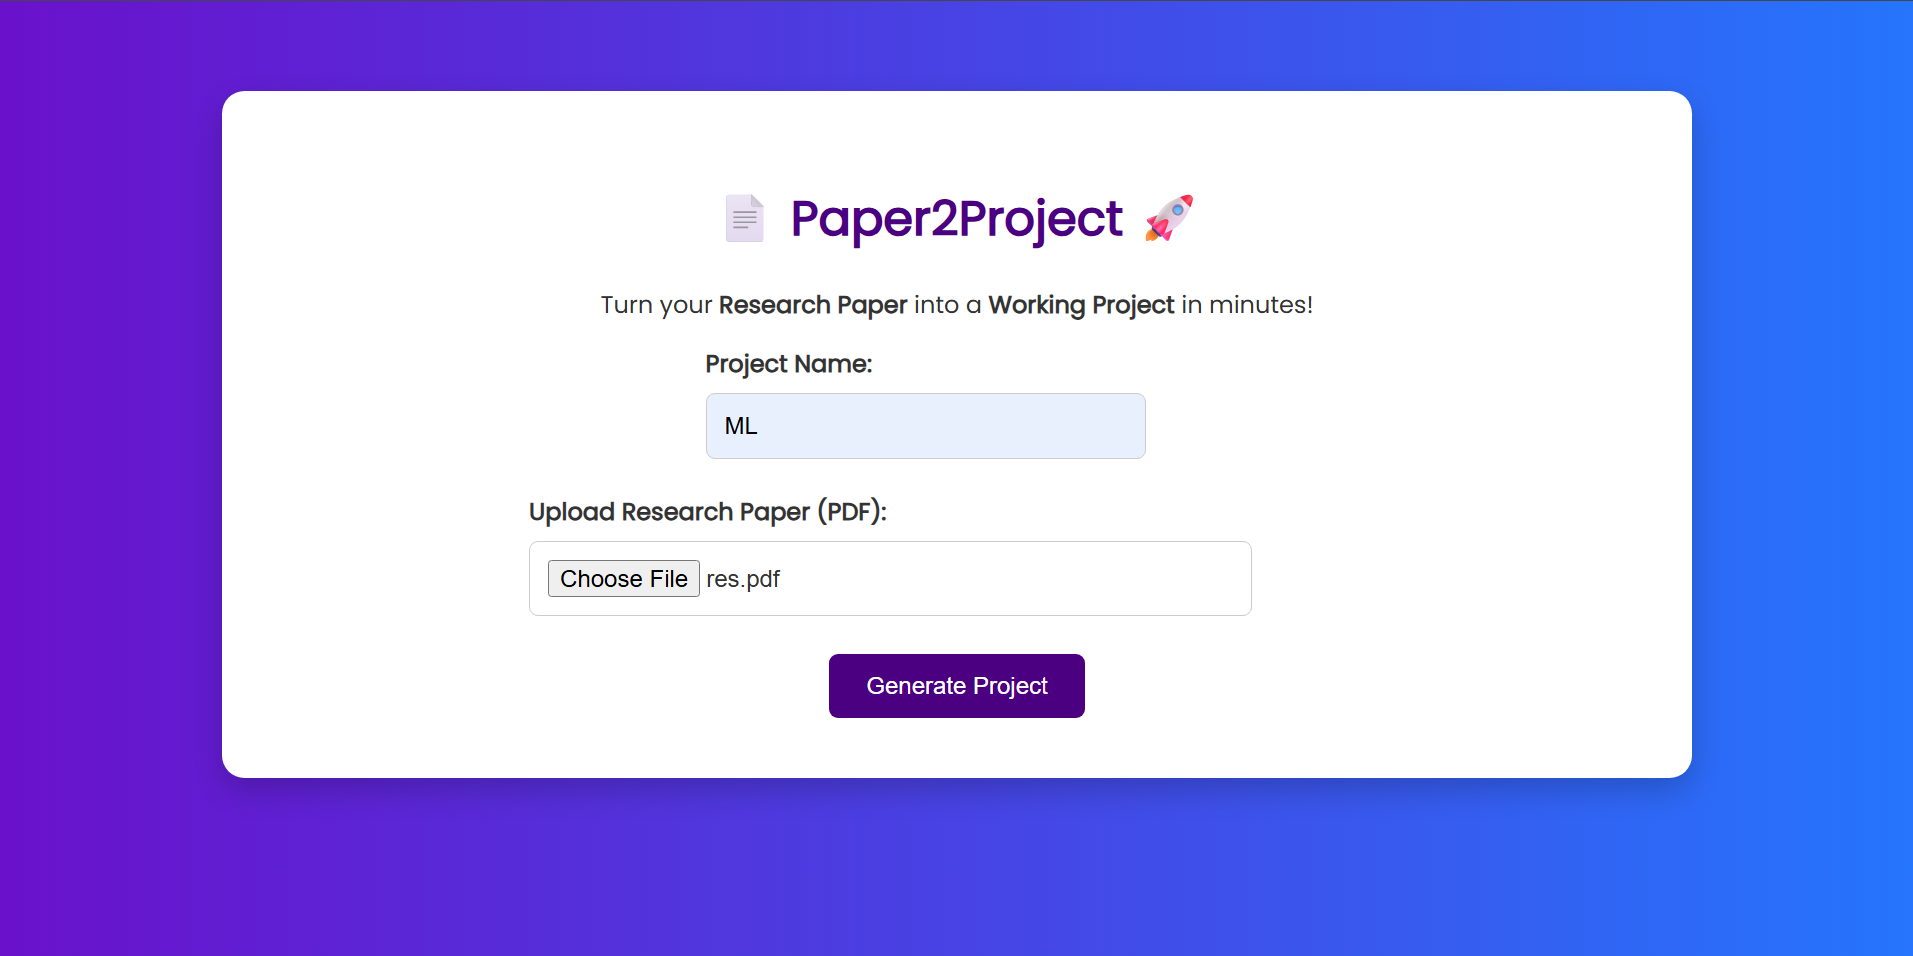 Paper2Project
Turn your Research Paper into a Working Project in minutes!
Project Name:
ML
Upload Research Paper (PDF):
Choose File res.pdf
Generate Project